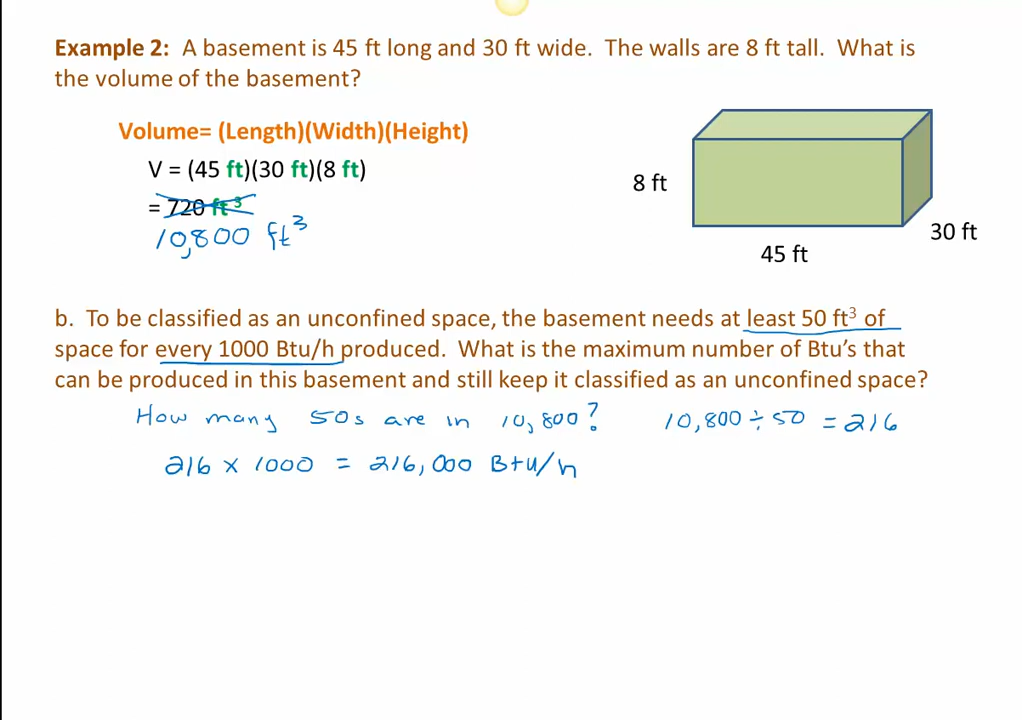 Example 2: A basement is 45 ft long and 30 ft wide. The walls are 8 ft tall. What is
the volume of the basement?
Volume= (Length)(Width)(Height)
V = (45 ft)(30 ft)(8 ft)
= 720 ft³
10,800 ft³
8 ft
30 ft
45 ft
b. To be classified as an unconfined space, the basement needs at least 50 ft³ of
space for every 1000 Btu/h produced. What is the maximum number of Btu's that
can be produced in this basement and still keep it classified as an unconfined space?
How many 50s are in 10,800? 10,800 ÷ 50 = 216
216 x 1000 = 216,000 Btu/h